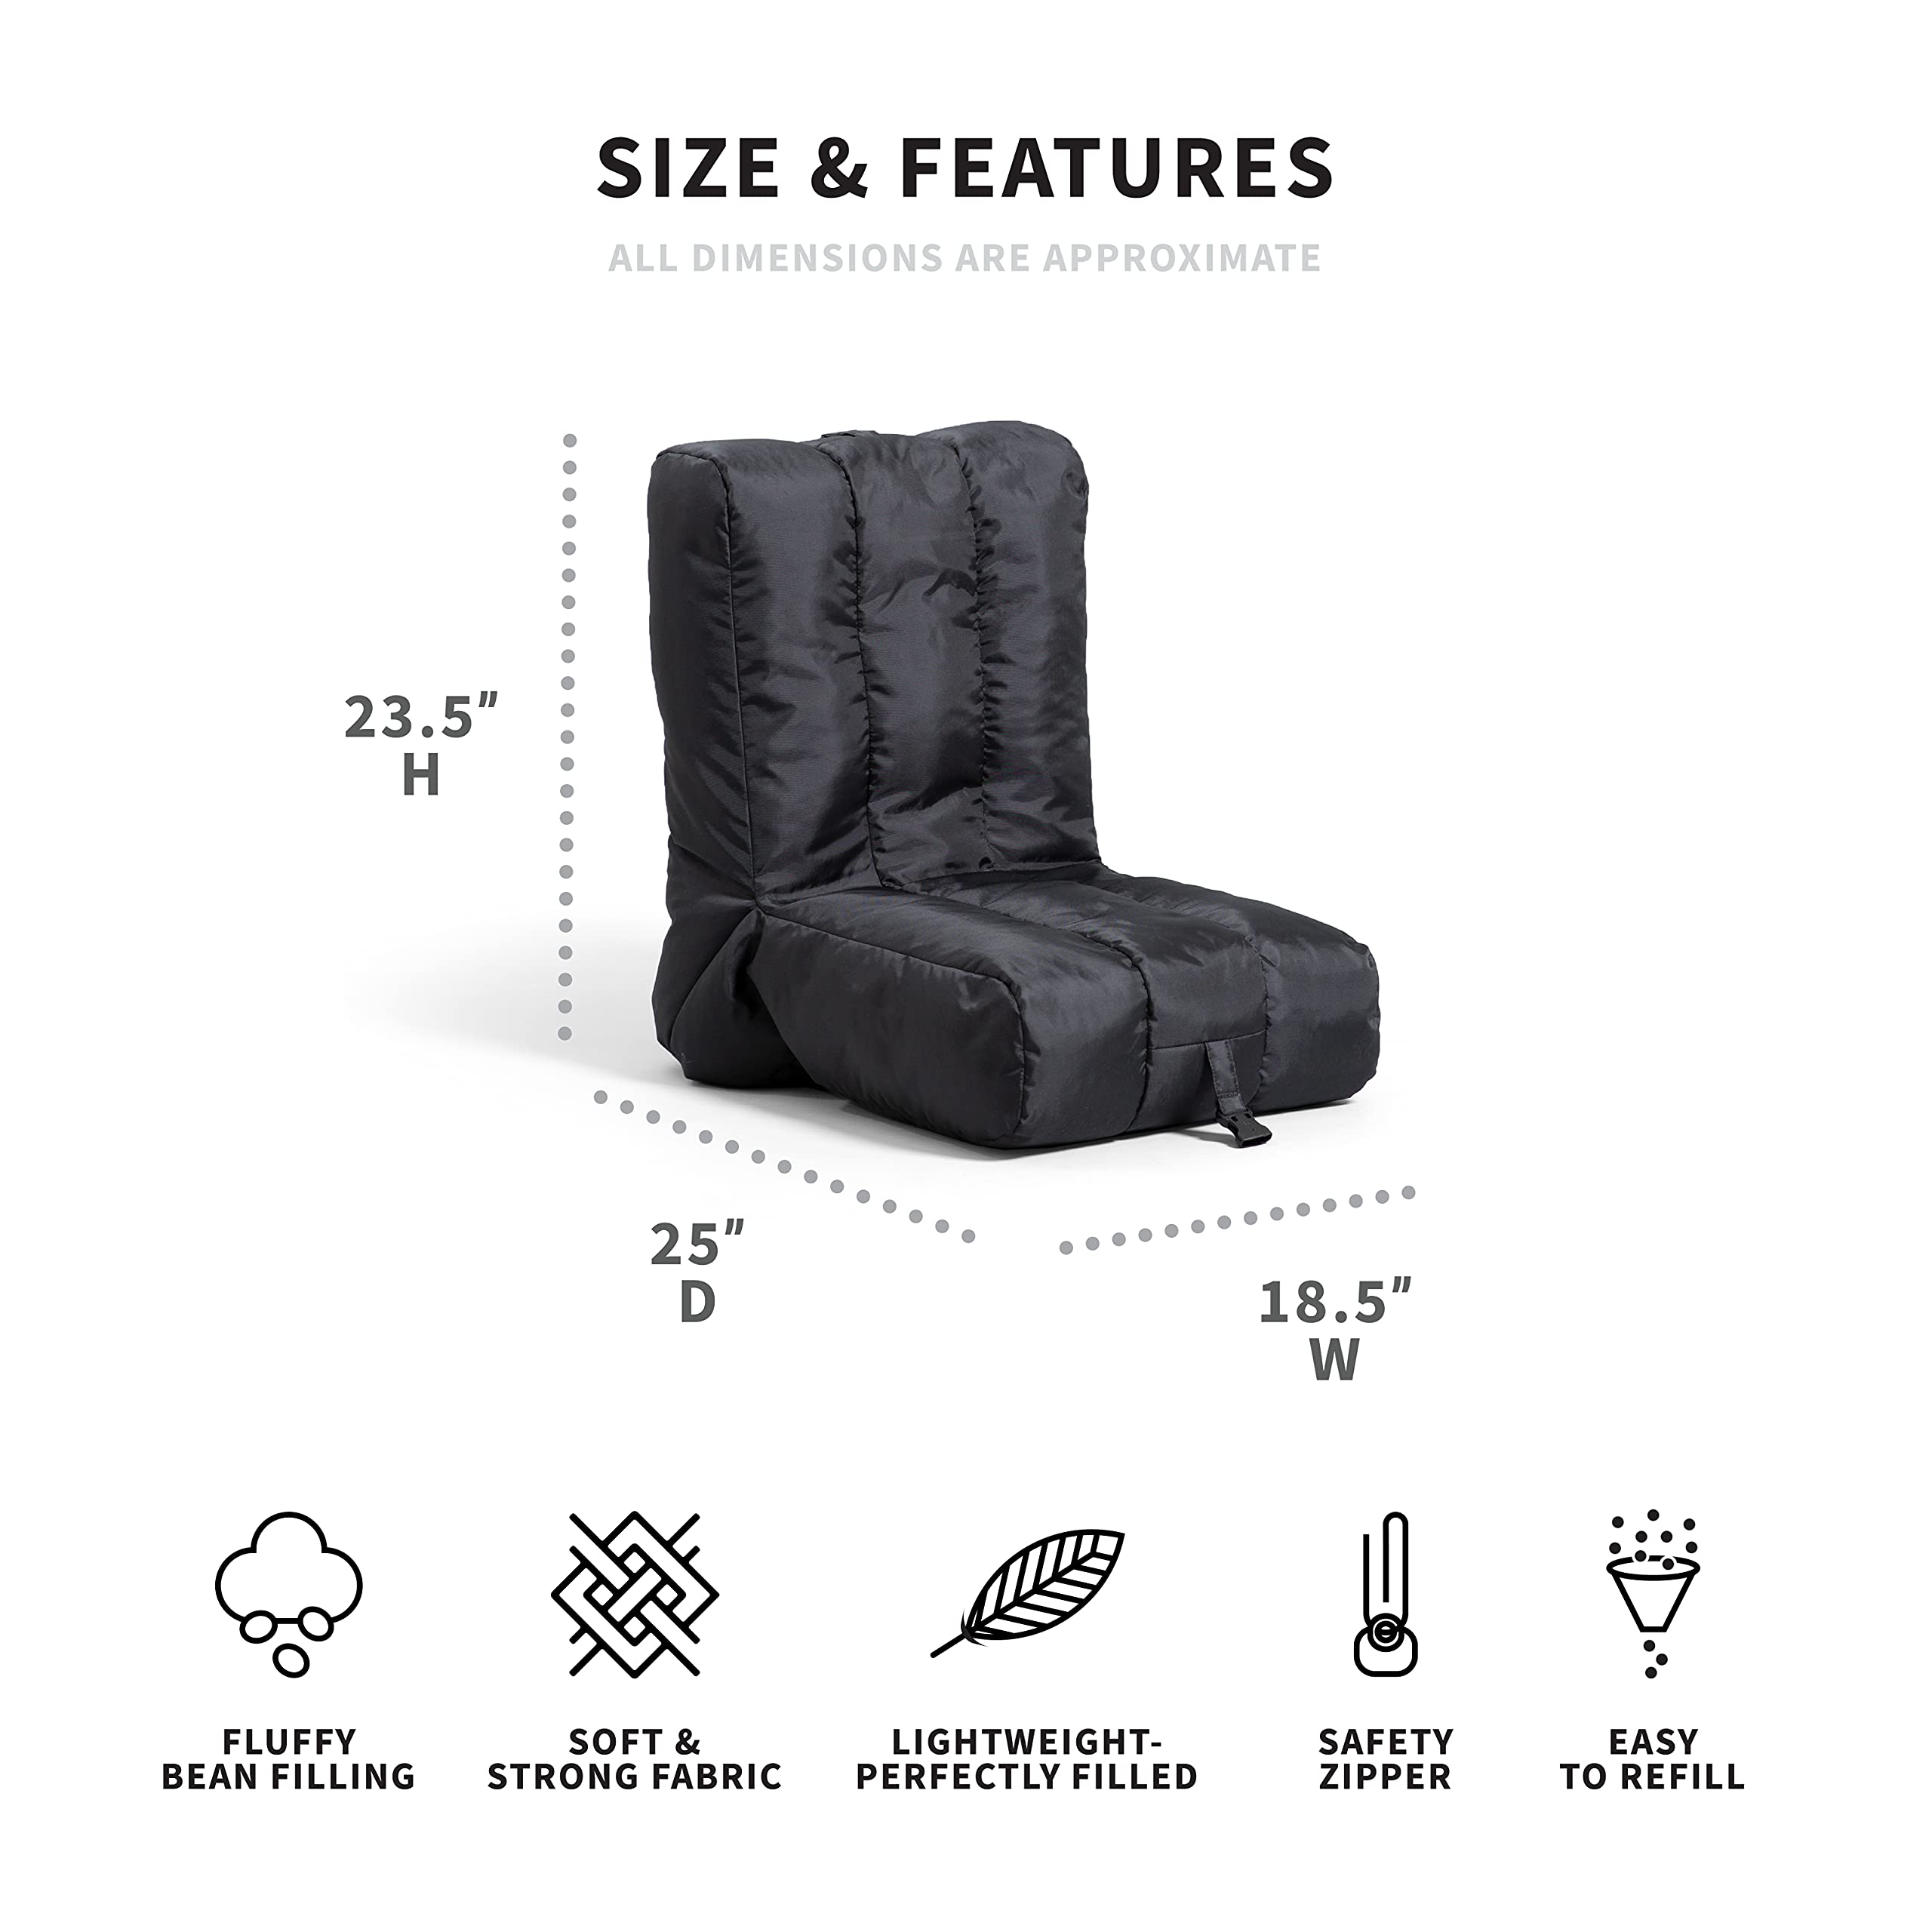 SIZE & FEATURES
ALL DIMENSIONS ARE APPROXIMATE
23.5"
H
25"
D
18.5"
W
FLUFFY
BEAN FILLING
SOFT &
STRONG FABRIC
LIGHTWEIGHT-
PERFECTLY FILLED
SAFETY
ZIPPER
EASY
TO REFILL